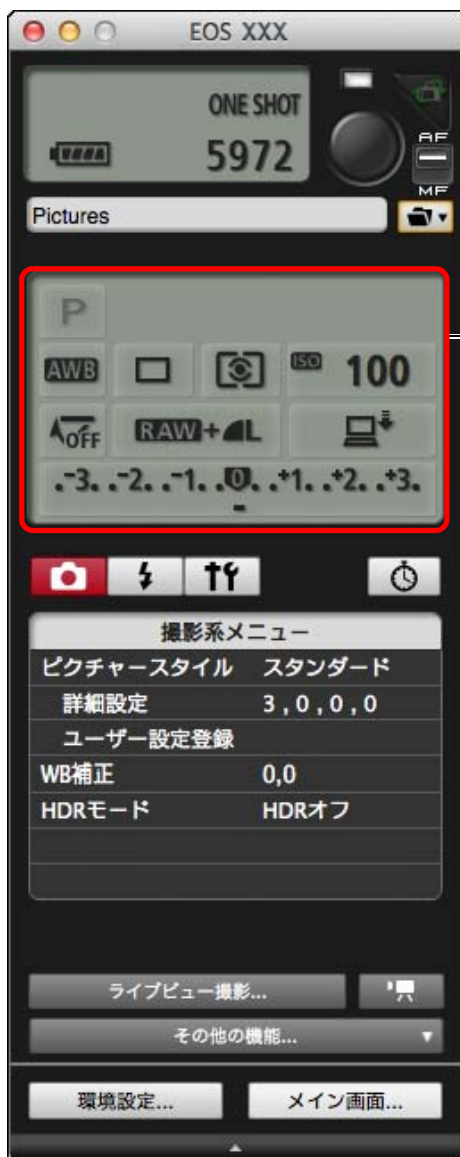 EOS XXX
ONE SHOT
5972
AF
MF
Pictures
P
AWB ISO 100
OFF RAW+L
.-3. .-2. .-1. .0. .+1. .+2. .+3.
撮影系メニュー
ピクチャースタイル スタンダード
詳細設定 3,0,0,0
ユーザー設定登録
WB補正 0,0
HDRモード HDRオフ
ライブビュー撮影...
その他の機能...
環境設定... メイン画面...